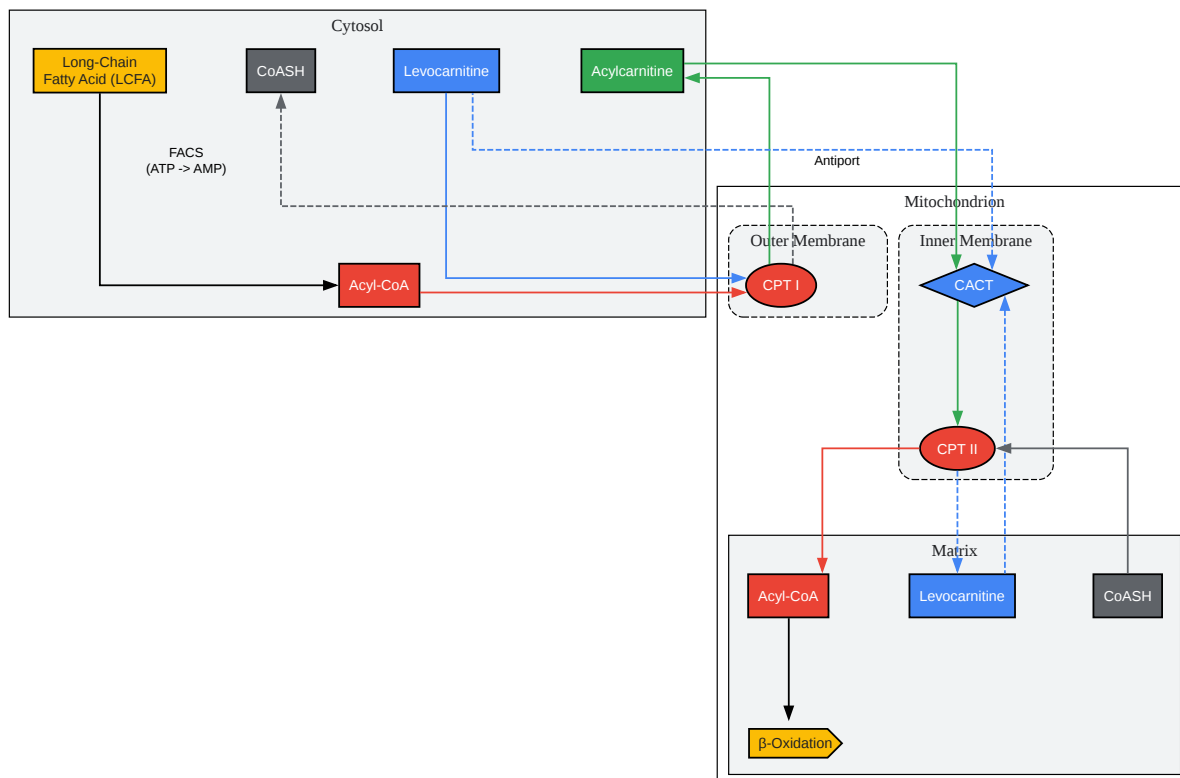 Cytosol
Long-Chain
Fatty Acid (LCFA)
CoASH
Levocarnitine
Acylcarnitine
FACS
(ATP -> AMP)
Antiport
Mitochondrion
Outer Membrane
Inner Membrane
Acyl-CoA
CPT I
CACT
CPT II
Matrix
Acyl-CoA
Levocarnitine
CoASH
β-Oxidation